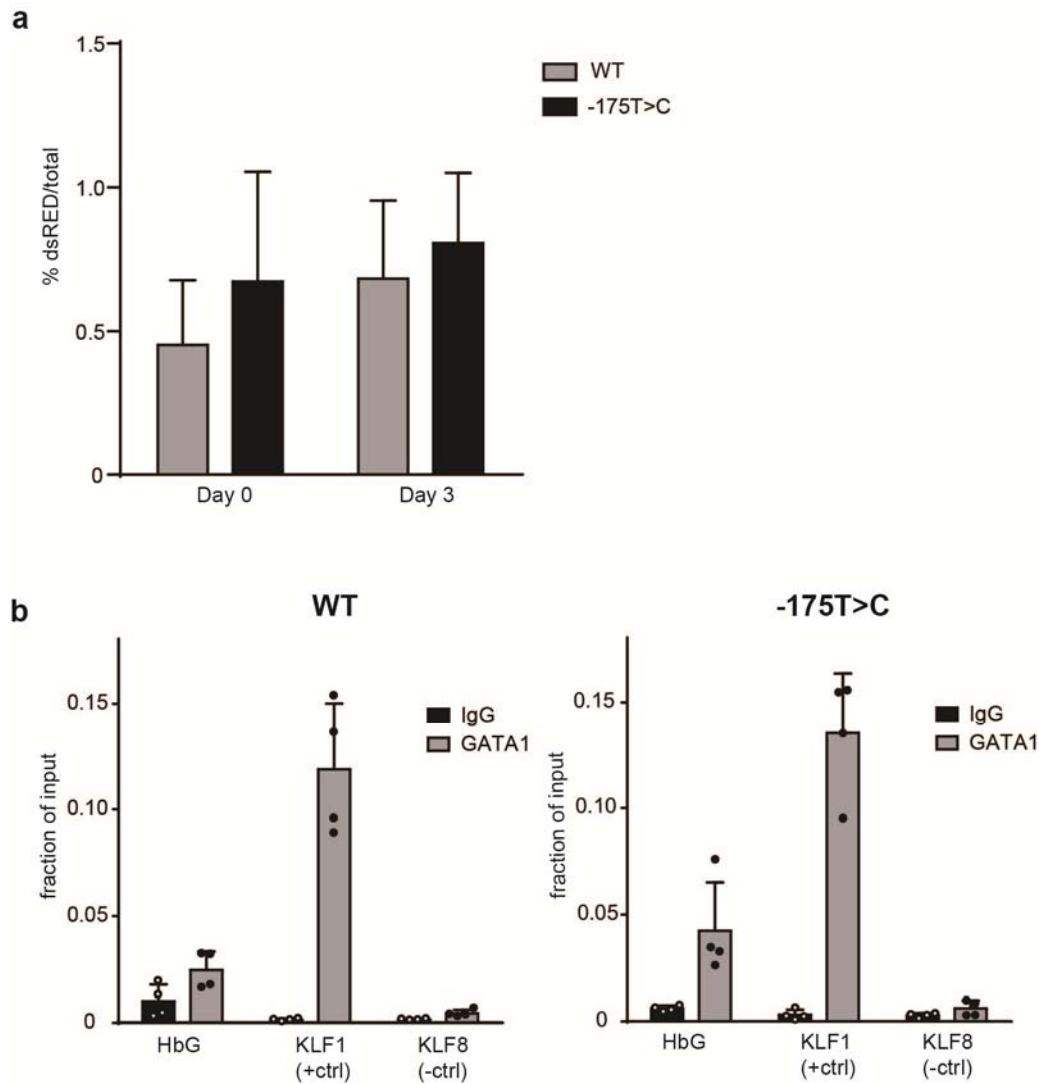 a
1.5
1.0
0.5
0
% dsRED/total
WT
-175T>C
Day 0
Day 3
b
WT
0.15
0.10
0.05
0
fraction of input
IgG
GATA1
HbG
KLF1
(+ctrl)
KLF8
(-ctrl)
-175T>C
0.15
0.10
0.05
0
fraction of input
IgG
GATA1
HbG
KLF1
(+ctrl)
KLF8
(-ctrl)